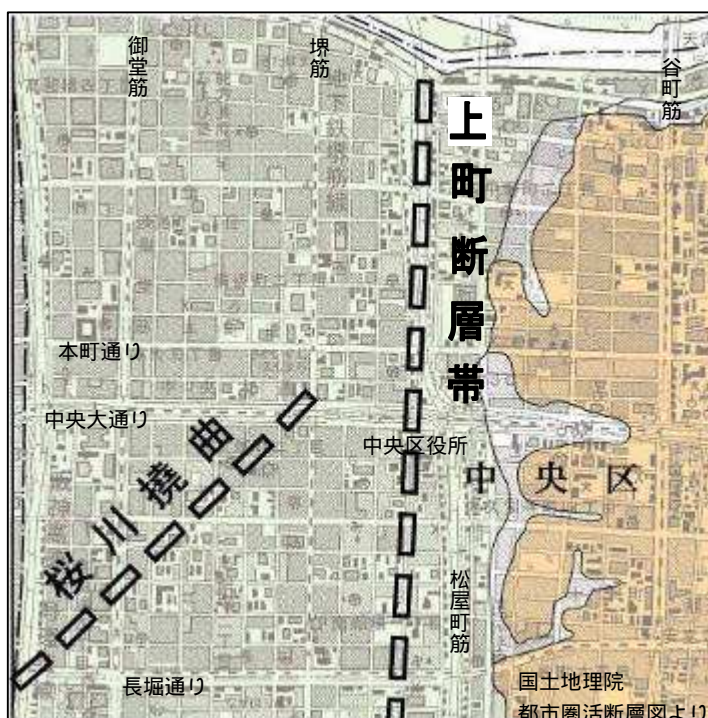 御堂筋
堺筋
谷町筋
上町断層帯
本町通り
中央大通り
桜川撓曲
中央区役所
中央区
松屋町筋
長堀通り
国土地理院
都市圏活断層図より